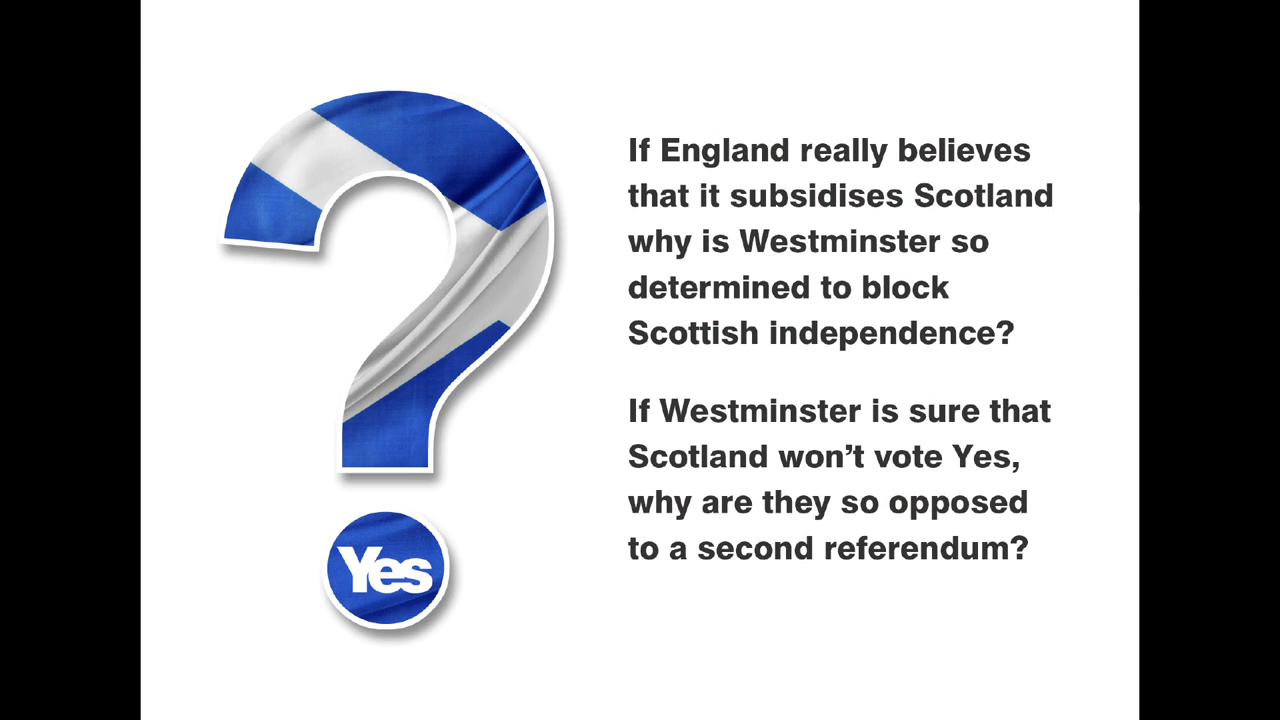 If England really believes
that it subsidises Scotland
why is Westminster so
determined to block
Scottish independence?
If Westminster is sure that
Scotland won’t vote Yes,
why are they so opposed
to a second referendum?
Yes